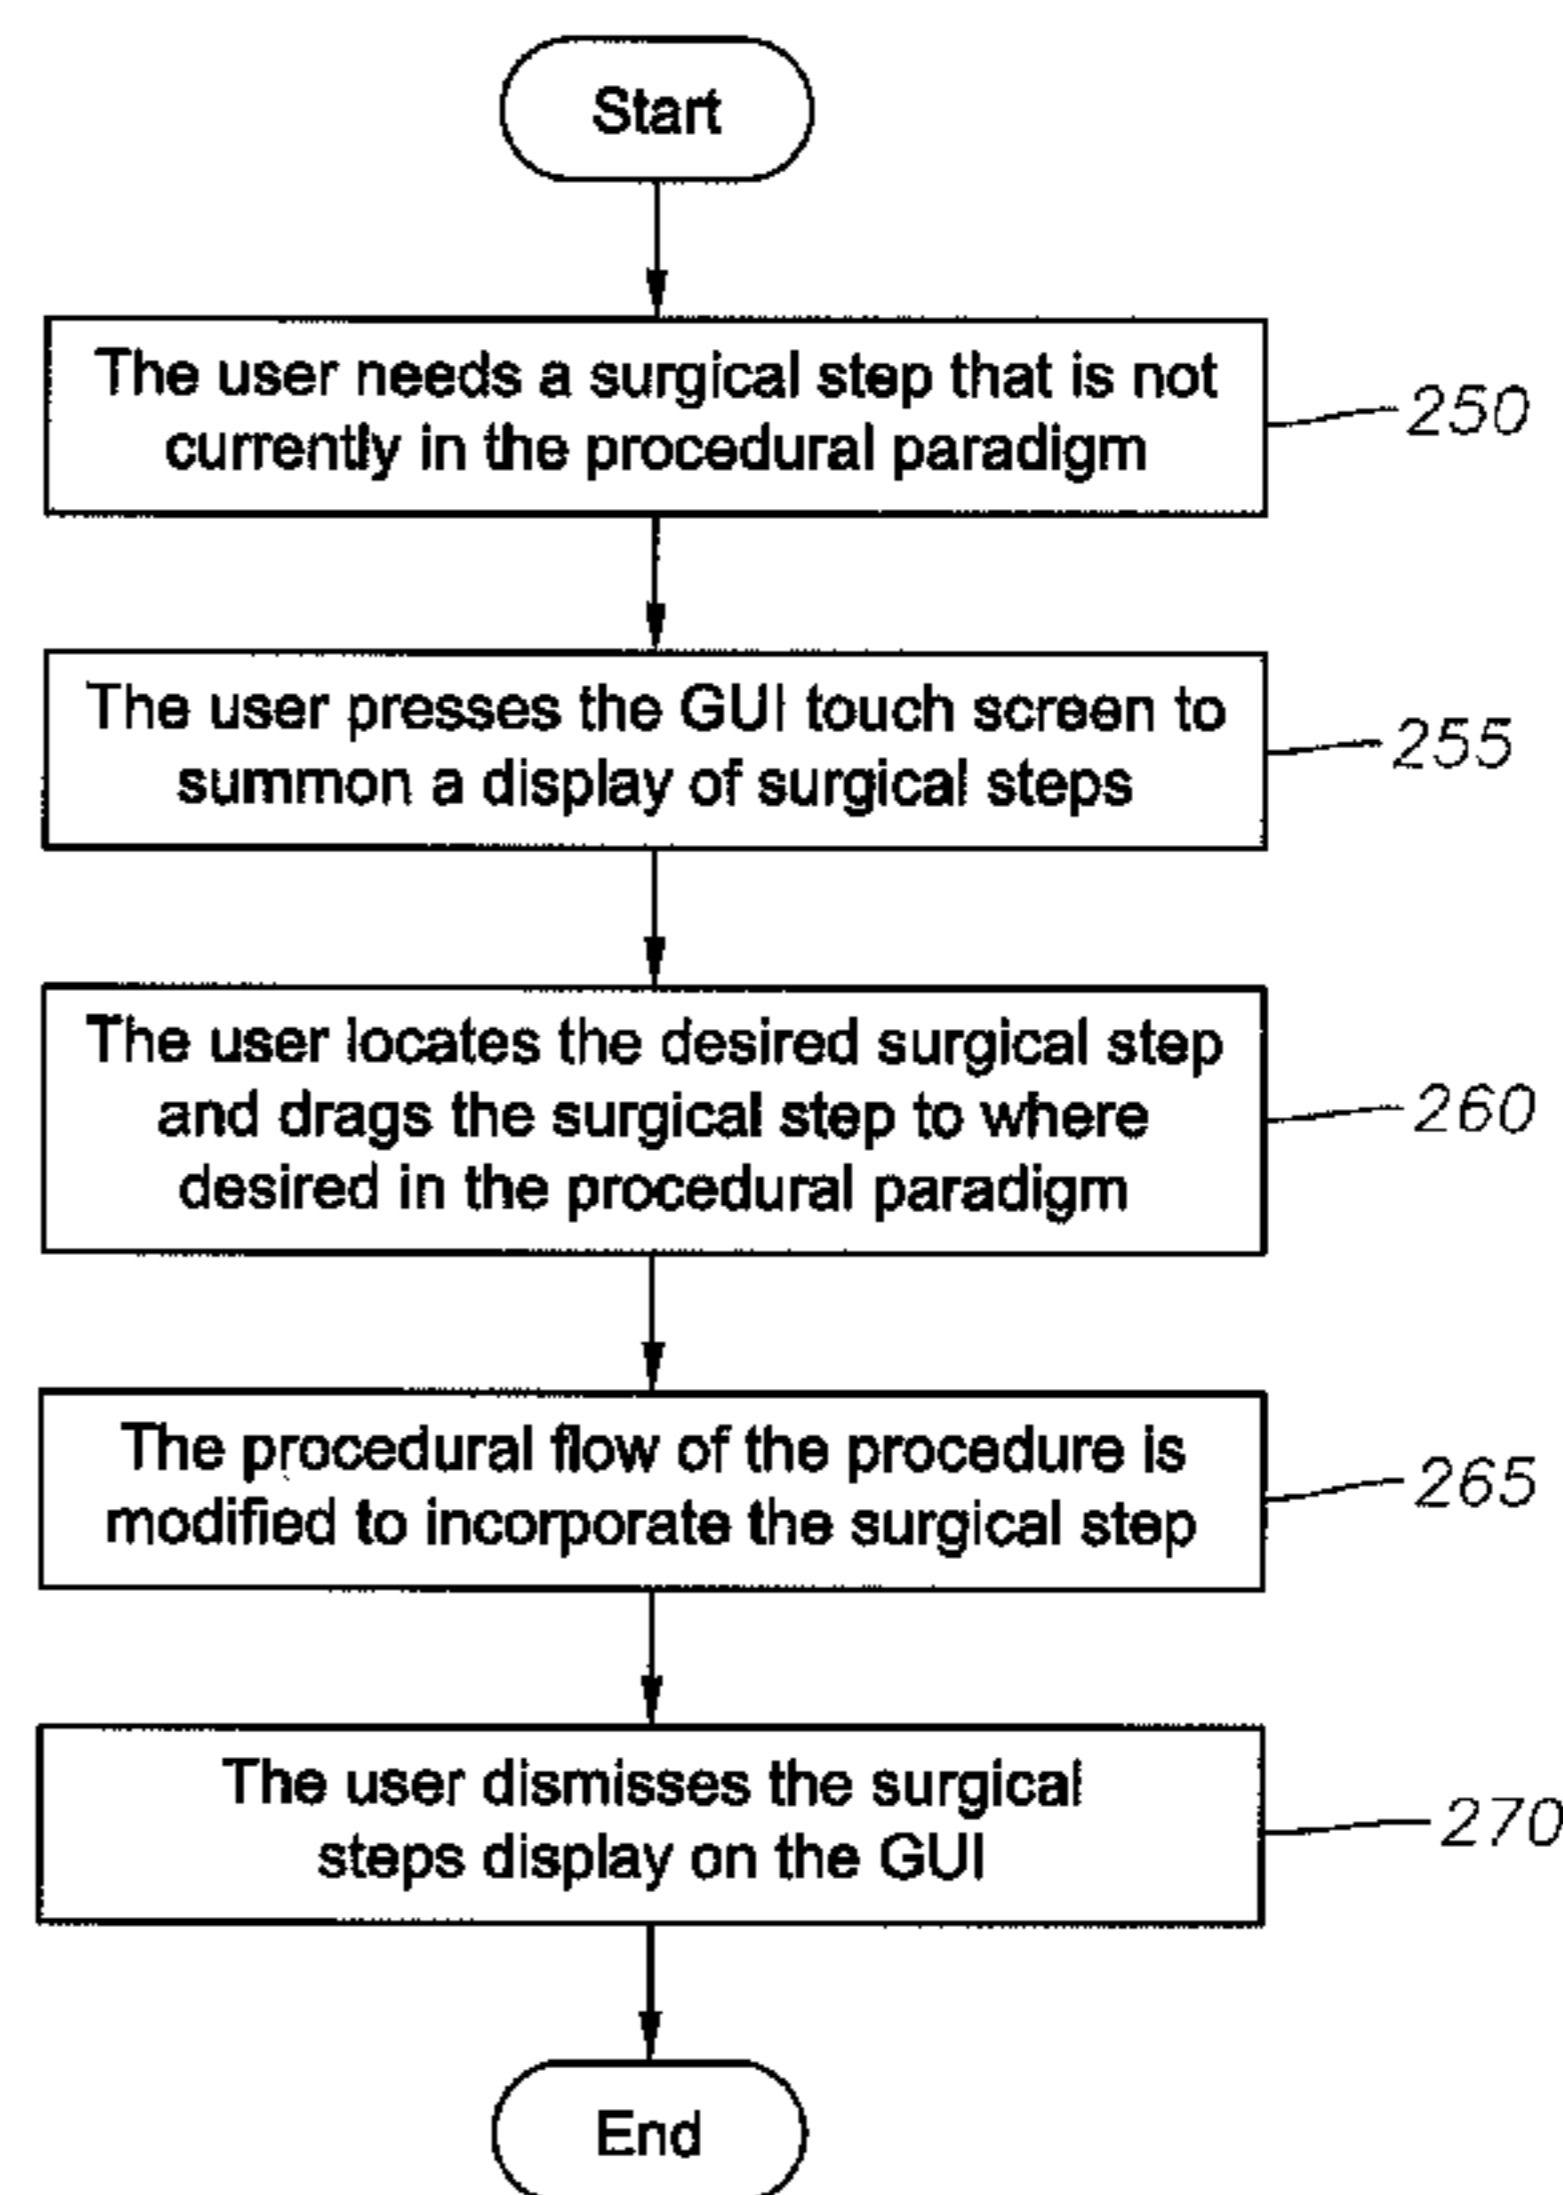 Start
The user needs a surgical step that is not
currently in the procedural paradigm
250
The user presses the GUI touch screen to
summon a display of surgical steps
255
The user locates the desired surgical step
and drags the surgical step to where
desired in the procedural paradigm
260
The procedural flow of the procedure is
modified to incorporate the surgical step
265
The user dismisses the surgical
steps display on the GUI
270
End